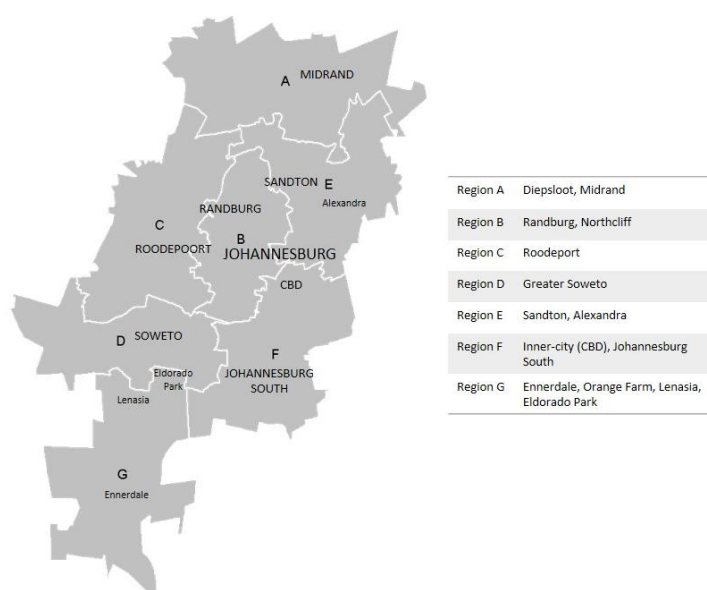 A MIDRAND
SANDTON E
Alexandra
RANDBURG
C
ROODEPOORT
B
JOHANNESBURG
CBD
D SOWETO
F
Eldorado
Park
JOHANNESBURG
SOUTH
Lenasia
G
Ennerdale
Region A Diepsloot, Midrand
Region B Randburg, Northcliff
Region C Roodeport
Region D Greater Soweto
Region E Sandton, Alexandra
Region F Inner-city (CBD), Johannesburg
South
Region G Ennerdale, Orange Farm, Lenasia,
Eldorado Park